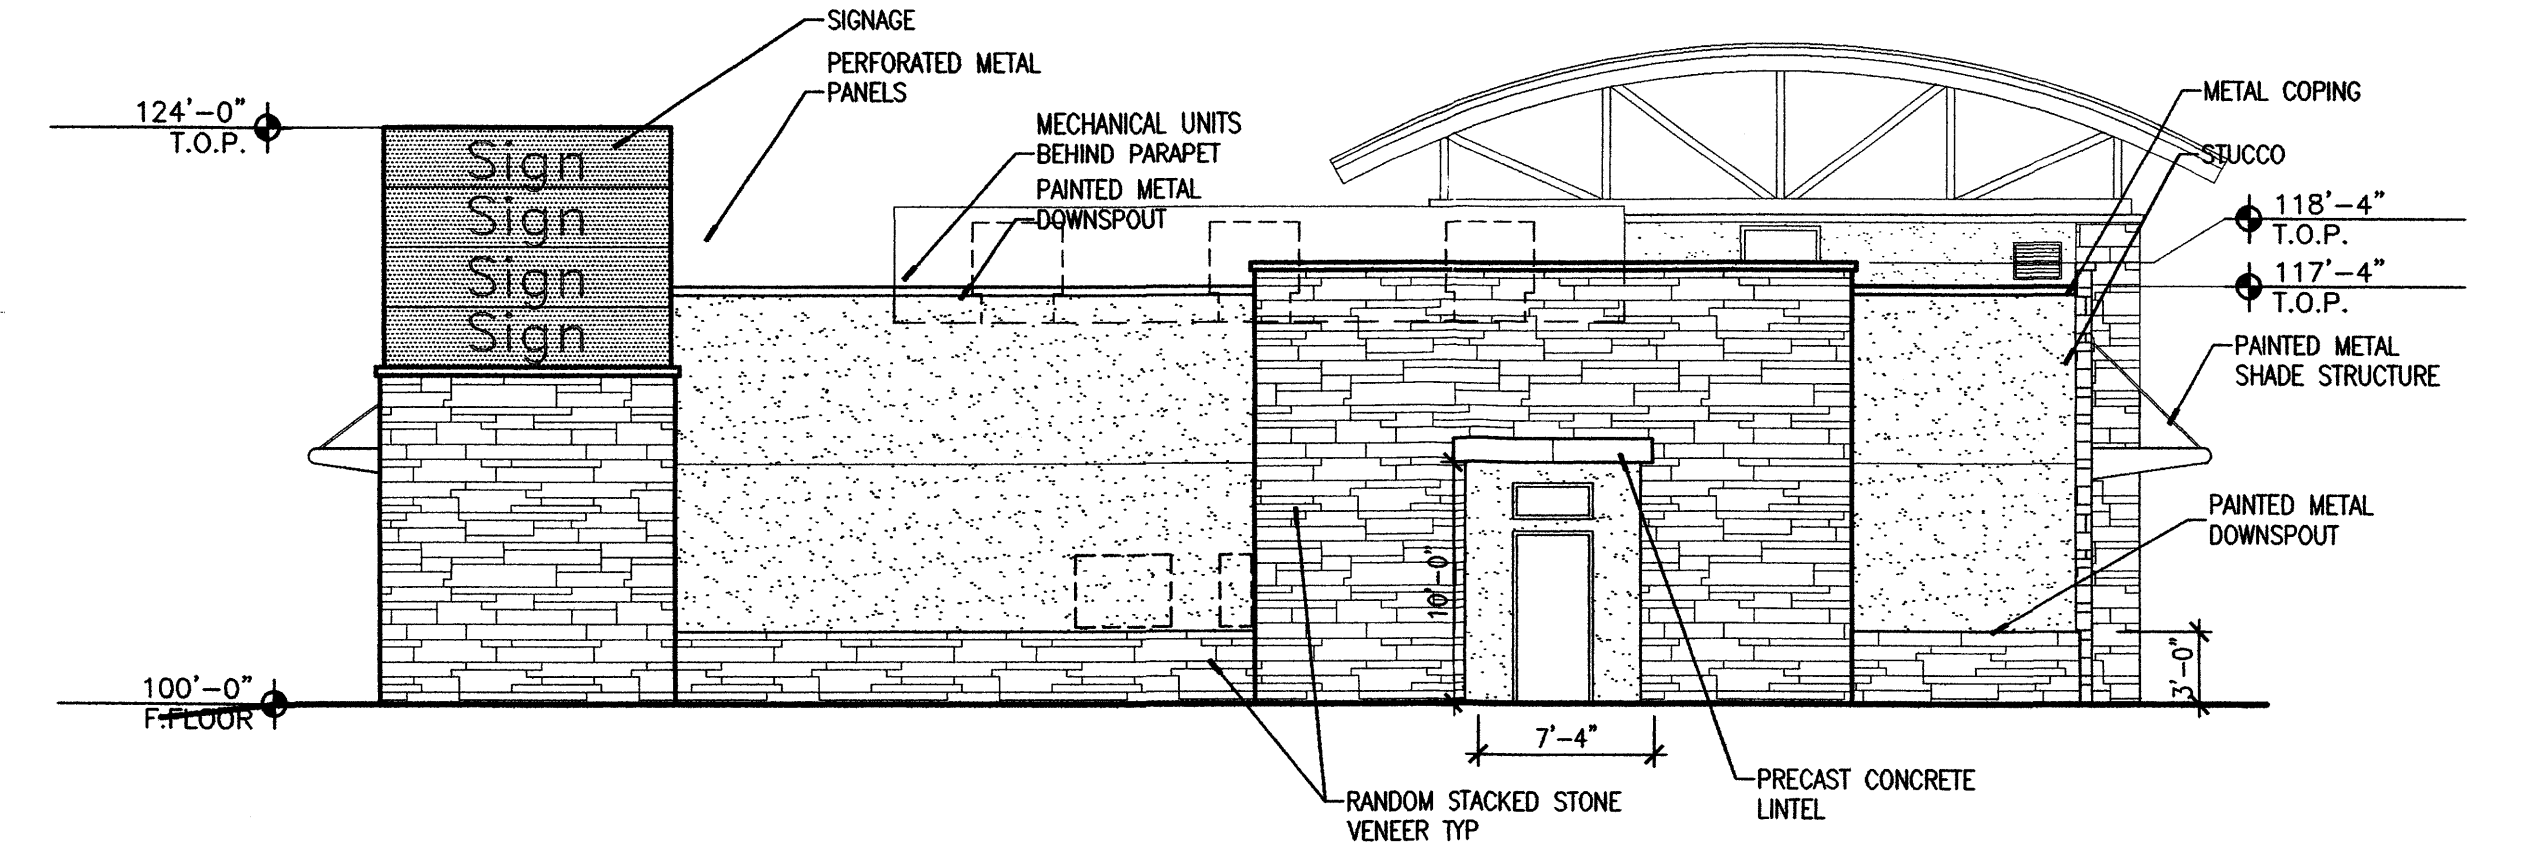 SIGNAGE
PERFORATED METAL
PANELS
124'-0"
T.O.P.
MECHANICAL UNITS
BEHIND PARAPET
PAINTED METAL
DOWNSPOUT
METAL COPING
STUCCO
118'-4"
T.O.P.
117'-4"
T.O.P.
Sign
Sign
Sign
Sign
PAINTED METAL
SHADE STRUCTURE
PAINTED METAL
DOWNSPOUT
10'-0"
3'-0"
100'-0"
F.FLOOR
7'-4"
PRECAST CONCRETE
LINTEL
RANDOM STACKED STONE
VENEER TYP